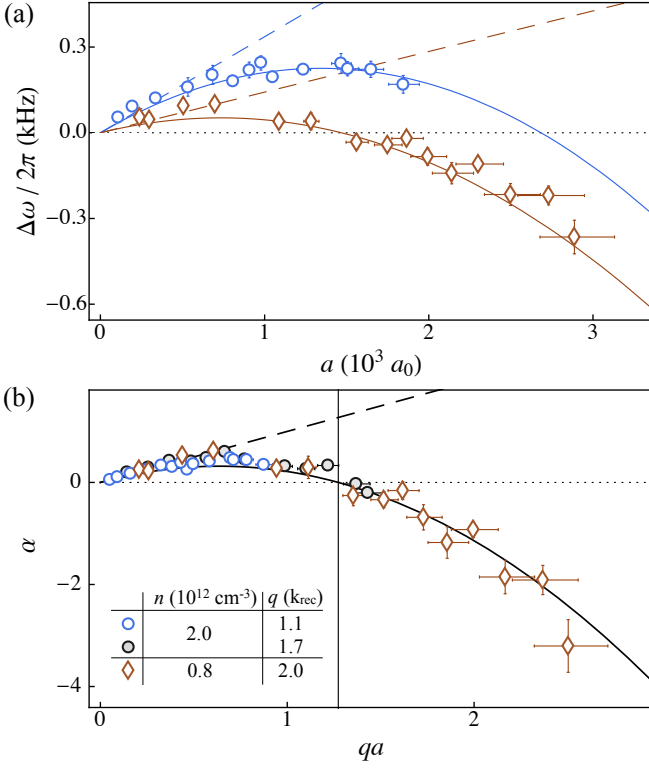 (a)
0.3
0.0
−0.3
−0.6
Δω / 2π (kHz)
0
1
2
3
a (10³ a₀)
(b)
0
−2
−4
α
n (10¹² cm⁻³) q (k_rec)
2.0
1.1
1.7
0.8 2.0
0
1
2
qa